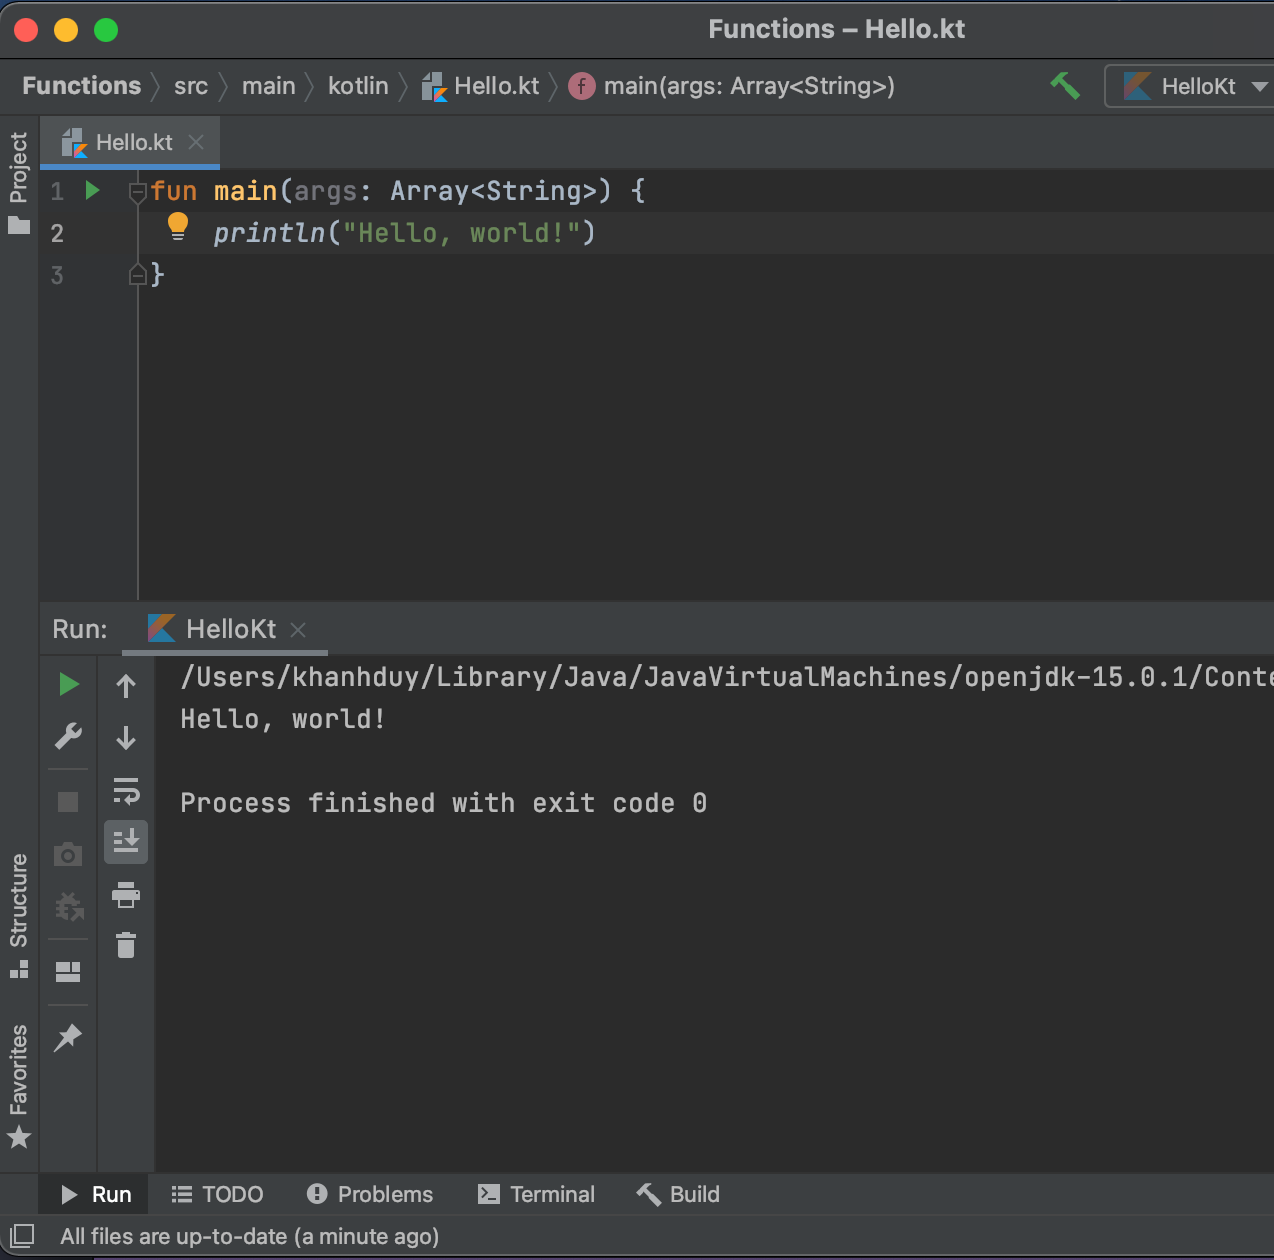 Functions – Hello.kt
Functions src main kotlin Hello.kt f main(args: Array<String>) HelloKt
Project
Hello.kt
1 fun main(args: Array<String>) {
2 println("Hello, world!")
3 }
Run: HelloKt
/Users/khanhduy/Library/Java/JavaVirtualMachines/openjdk-15.0.1/Conte
Hello, world!
Process finished with exit code 0
Structure
Favorites
Run TODO Problems Terminal Build
All files are up-to-date (a minute ago)